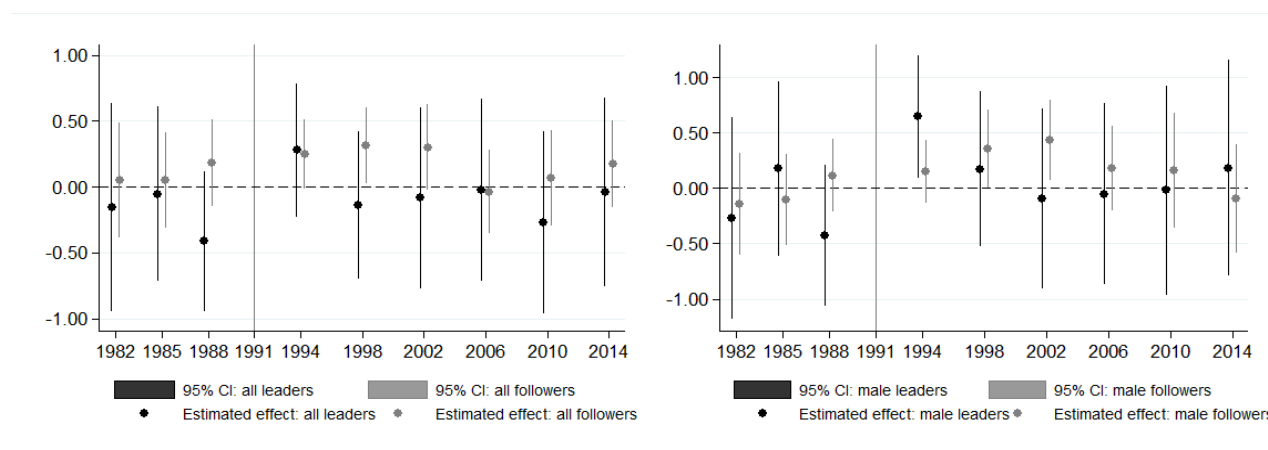 1.00
0.50
0.00
-0.50
-1.00
1982 1985 1988 1991 1994 1998 2002 2006 2010 2014
95% CI: all leaders 95% CI: all followers
Estimated effect: all leaders Estimated effect: all followers
1.00
0.50
0.00
-0.50
-1.00
1982 1985 1988 1991 1994 1998 2002 2006 2010 2014
95% CI: male leaders 95% CI: male followers
Estimated effect: male leaders Estimated effect: male followers